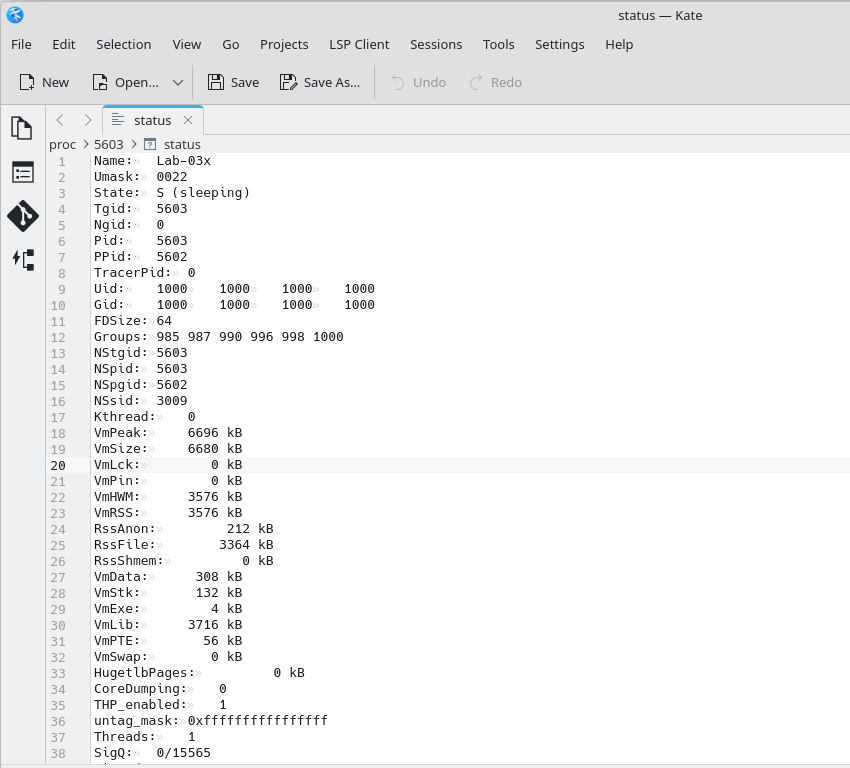 status — Kate
File Edit Selection View Go Projects LSP Client Sessions Tools Settings Help
New Open... Save Save As... Undo Redo
status
proc 5603 status
1 Name: Lab-03x
2 Umask: 0022
3 State: S (sleeping)
4 Tgid: 5603
5 Ngid: 0
6 Pid: 5603
7 PPid: 5602
8 TracerPid: 0
9 Uid: 1000 1000 1000 1000
10 Gid: 1000 1000 1000 1000
11 FDSize: 64
12 Groups: 985 987 990 996 998 1000
13 NStgid: 5603
14 NSpid: 5603
15 NSpgid: 5602
16 NSsid: 3009
17 Kthread: 0
18 VmPeak: 6696 kB
19 VmSize: 6680 kB
20 VmLck: 0 kB
21 VmPin: 0 kB
22 VmHWM: 3576 kB
23 VmRSS: 3576 kB
24 RssAnon: 212 kB
25 RssFile: 3364 kB
26 RssShmem: 0 kB
27 VmData: 308 kB
28 VmStk: 132 kB
29 VmExe: 4 kB
30 VmLib: 3716 kB
31 VmPTE: 56 kB
32 VmSwap: 0 kB
33 HugetlbPages: 0 kB
34 CoreDumping: 0
35 THP_enabled: 1
36 untag_mask: 0xffffffffffffffff
37 Threads: 1
38 SigQ: 0/15565